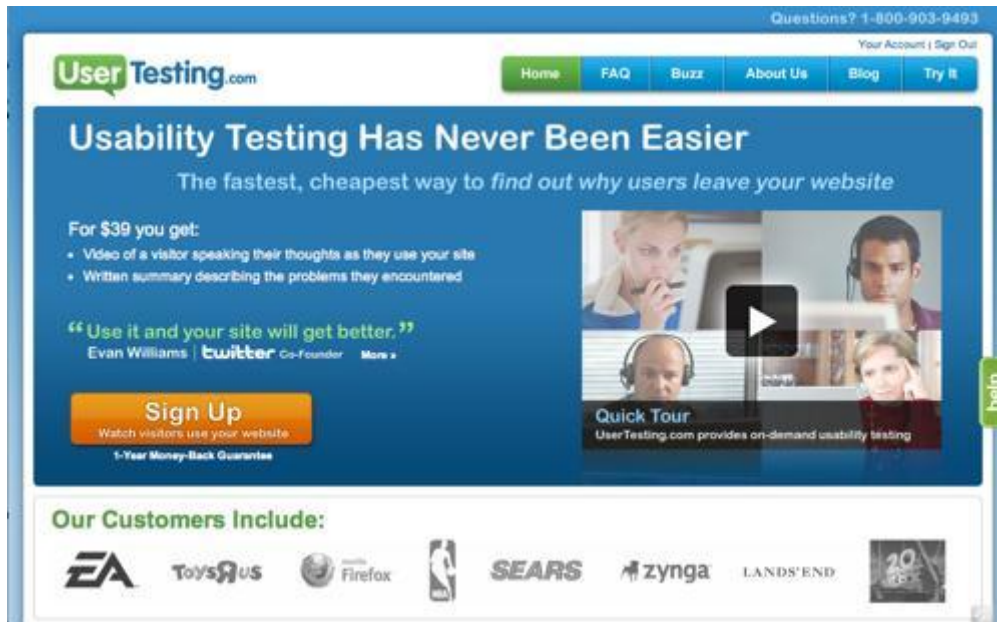 Questions? 1-800-903-9493
Your Account | Sign Out
User Testing.com
Home FAQ Buzz About Us Blog Try It
Usability Testing Has Never Been Easier
The fastest, cheapest way to find out why users leave your website
For $39 you get:
• Video of a visitor speaking their thoughts as they use your site
• Written summary describing the problems they encountered
“Use it and your site will get better.”
Evan Williams | twitter Co-Founder More »
Sign Up
Watch visitors use your website
1-Year Money-Back Guarantee
Quick Tour
UserTesting.com provides on-demand usability testing
help
Our Customers Include:
EA ToysRUs mozilla Firefox NBA SEARS zynga LANDS'END 20